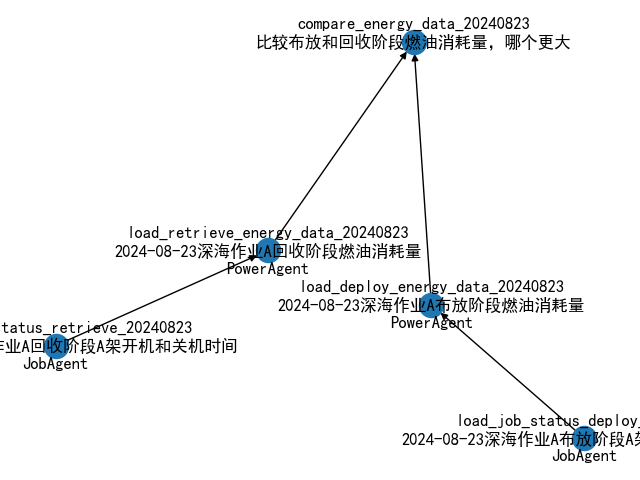 compare_energy_data_20240823
比较布放和回收阶段燃油消耗量，哪个更大
load_retrieve_energy_data_20240823
2024-08-23深海作业A回收阶段燃油消耗量
PowerAgent
load_deploy_energy_data_20240823
2024-08-23深海作业A布放阶段燃油消耗量
PowerAgent
tatus_retrieve_20240823
作业A回收阶段A架开机和关机时间
JobAgent
load_job_status_deploy_
2024-08-23深海作业A布放阶段A架
JobAgent